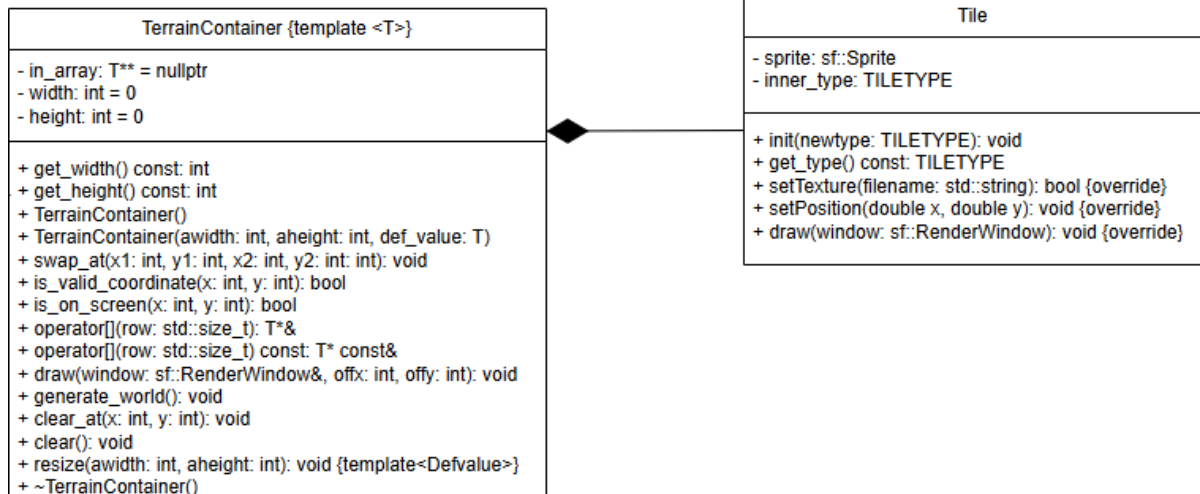 TerrainContainer {template <T>}
- in_array: T** = nullptr
- width: int = 0
- height: int = 0
+ get_width() const: int
+ get_height() const: int
+ TerrainContainer()
+ TerrainContainer(awidth: int, aheight: int, def_value: T)
+ swap_at(x1: int, y1: int, x2: int, y2: int: int): void
+ is_valid_coordinate(x: int, y: int): bool
+ is_on_screen(x: int, y: int): bool
+ operator[](row: std::size_t): T*&
+ operator[](row: std::size_t) const: T* const&
+ draw(window: sf::RenderWindow&, offx: int, offy: int): void
+ generate_world(): void
+ clear_at(x: int, y: int): void
+ clear(): void
+ resize(awidth: int, aheight: int): void {template<Defvalue>}
+ ~TerrainContainer()
Tile
- sprite: sf::Sprite
- inner_type: TILETYPE
+ init(newtype: TILETYPE): void
+ get_type() const: TILETYPE
+ setTexture(filename: std::string): bool {override}
+ setPosition(double x, double y): void {override}
+ draw(window: sf::RenderWindow): void {override}